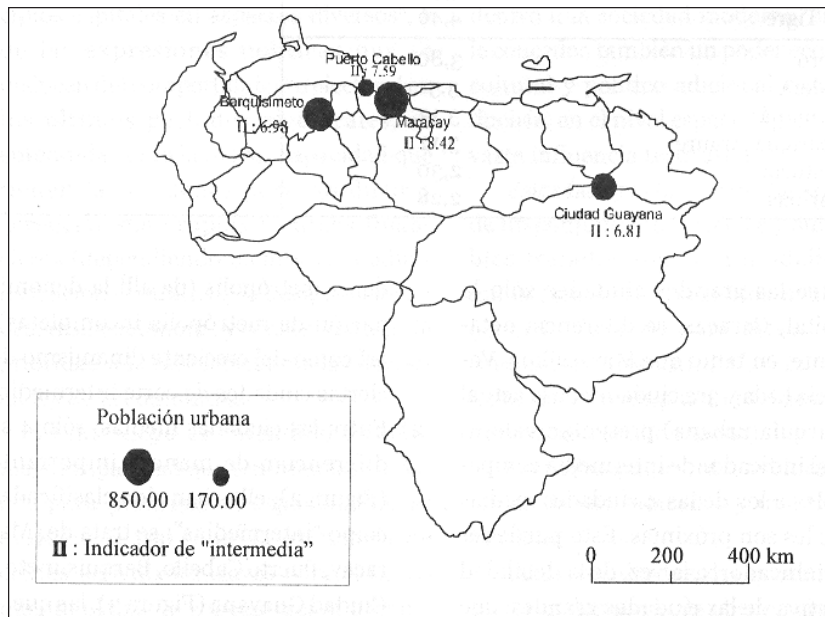 Puerto Cabello
II : 7.59
Barquisimeto
II : 6.98
Maracay
II : 8.42
Ciudad Guayana
II : 6.81
Población urbana
850.00 170.00
II : Indicador de "intermedia”
0 200 400 km